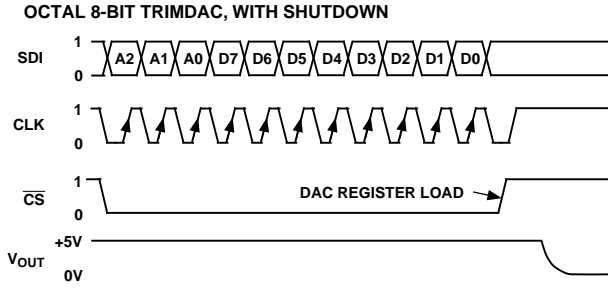 OCTAL 8-BIT TRIMDAC, WITH SHUTDOWN
SDI 1 0 A2 A1 A0 D7 D6 D5 D4 D3 D2 D1 D0
CLK 1 0
CS 1 0 DAC REGISTER LOAD
VOUT +5V 0V